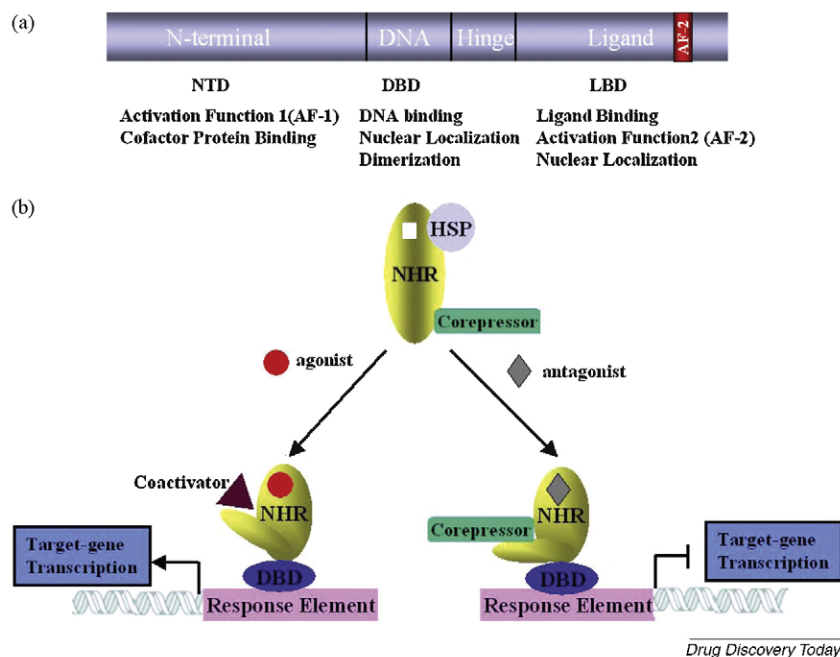 (a)
N-terminal DNA Hinge Ligand AF-2
NTD DBD LBD
Activation Function 1(AF-1) DNA binding Ligand Binding
Cofactor Protein Binding Nuclear Localization Activation Function2 (AF-2)
Dimerization Nuclear Localization
(b)
HSP
NHR
Corepressor
agonist antagonist
Coactivator
NHR NHR
Corepressor
Target-gene
Transcription
Target-gene
Transcription
DBD DBD
Response Element Response Element
Drug Discovery Today